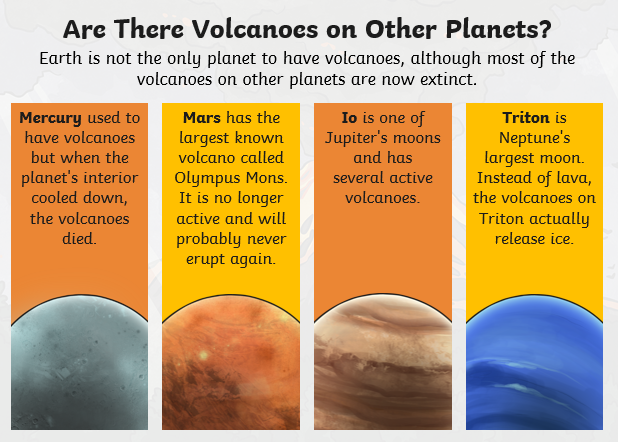 Are There Volcanoes on Other Planets?
Earth is not the only planet to have volcanoes, although most of the
volcanoes on other planets are now extinct.
Mercury used to
have volcanoes
but when the
planet's interior
cooled down,
the volcanoes
died.
Mars has the
largest known
volcano called
Olympus Mons.
It is no longer
active and will
probably never
erupt again.
Io is one of
Jupiter's moons
and has
several active
volcanoes.
Triton is
Neptune's
largest moon.
Instead of lava,
the volcanoes on
Triton actually
release ice.